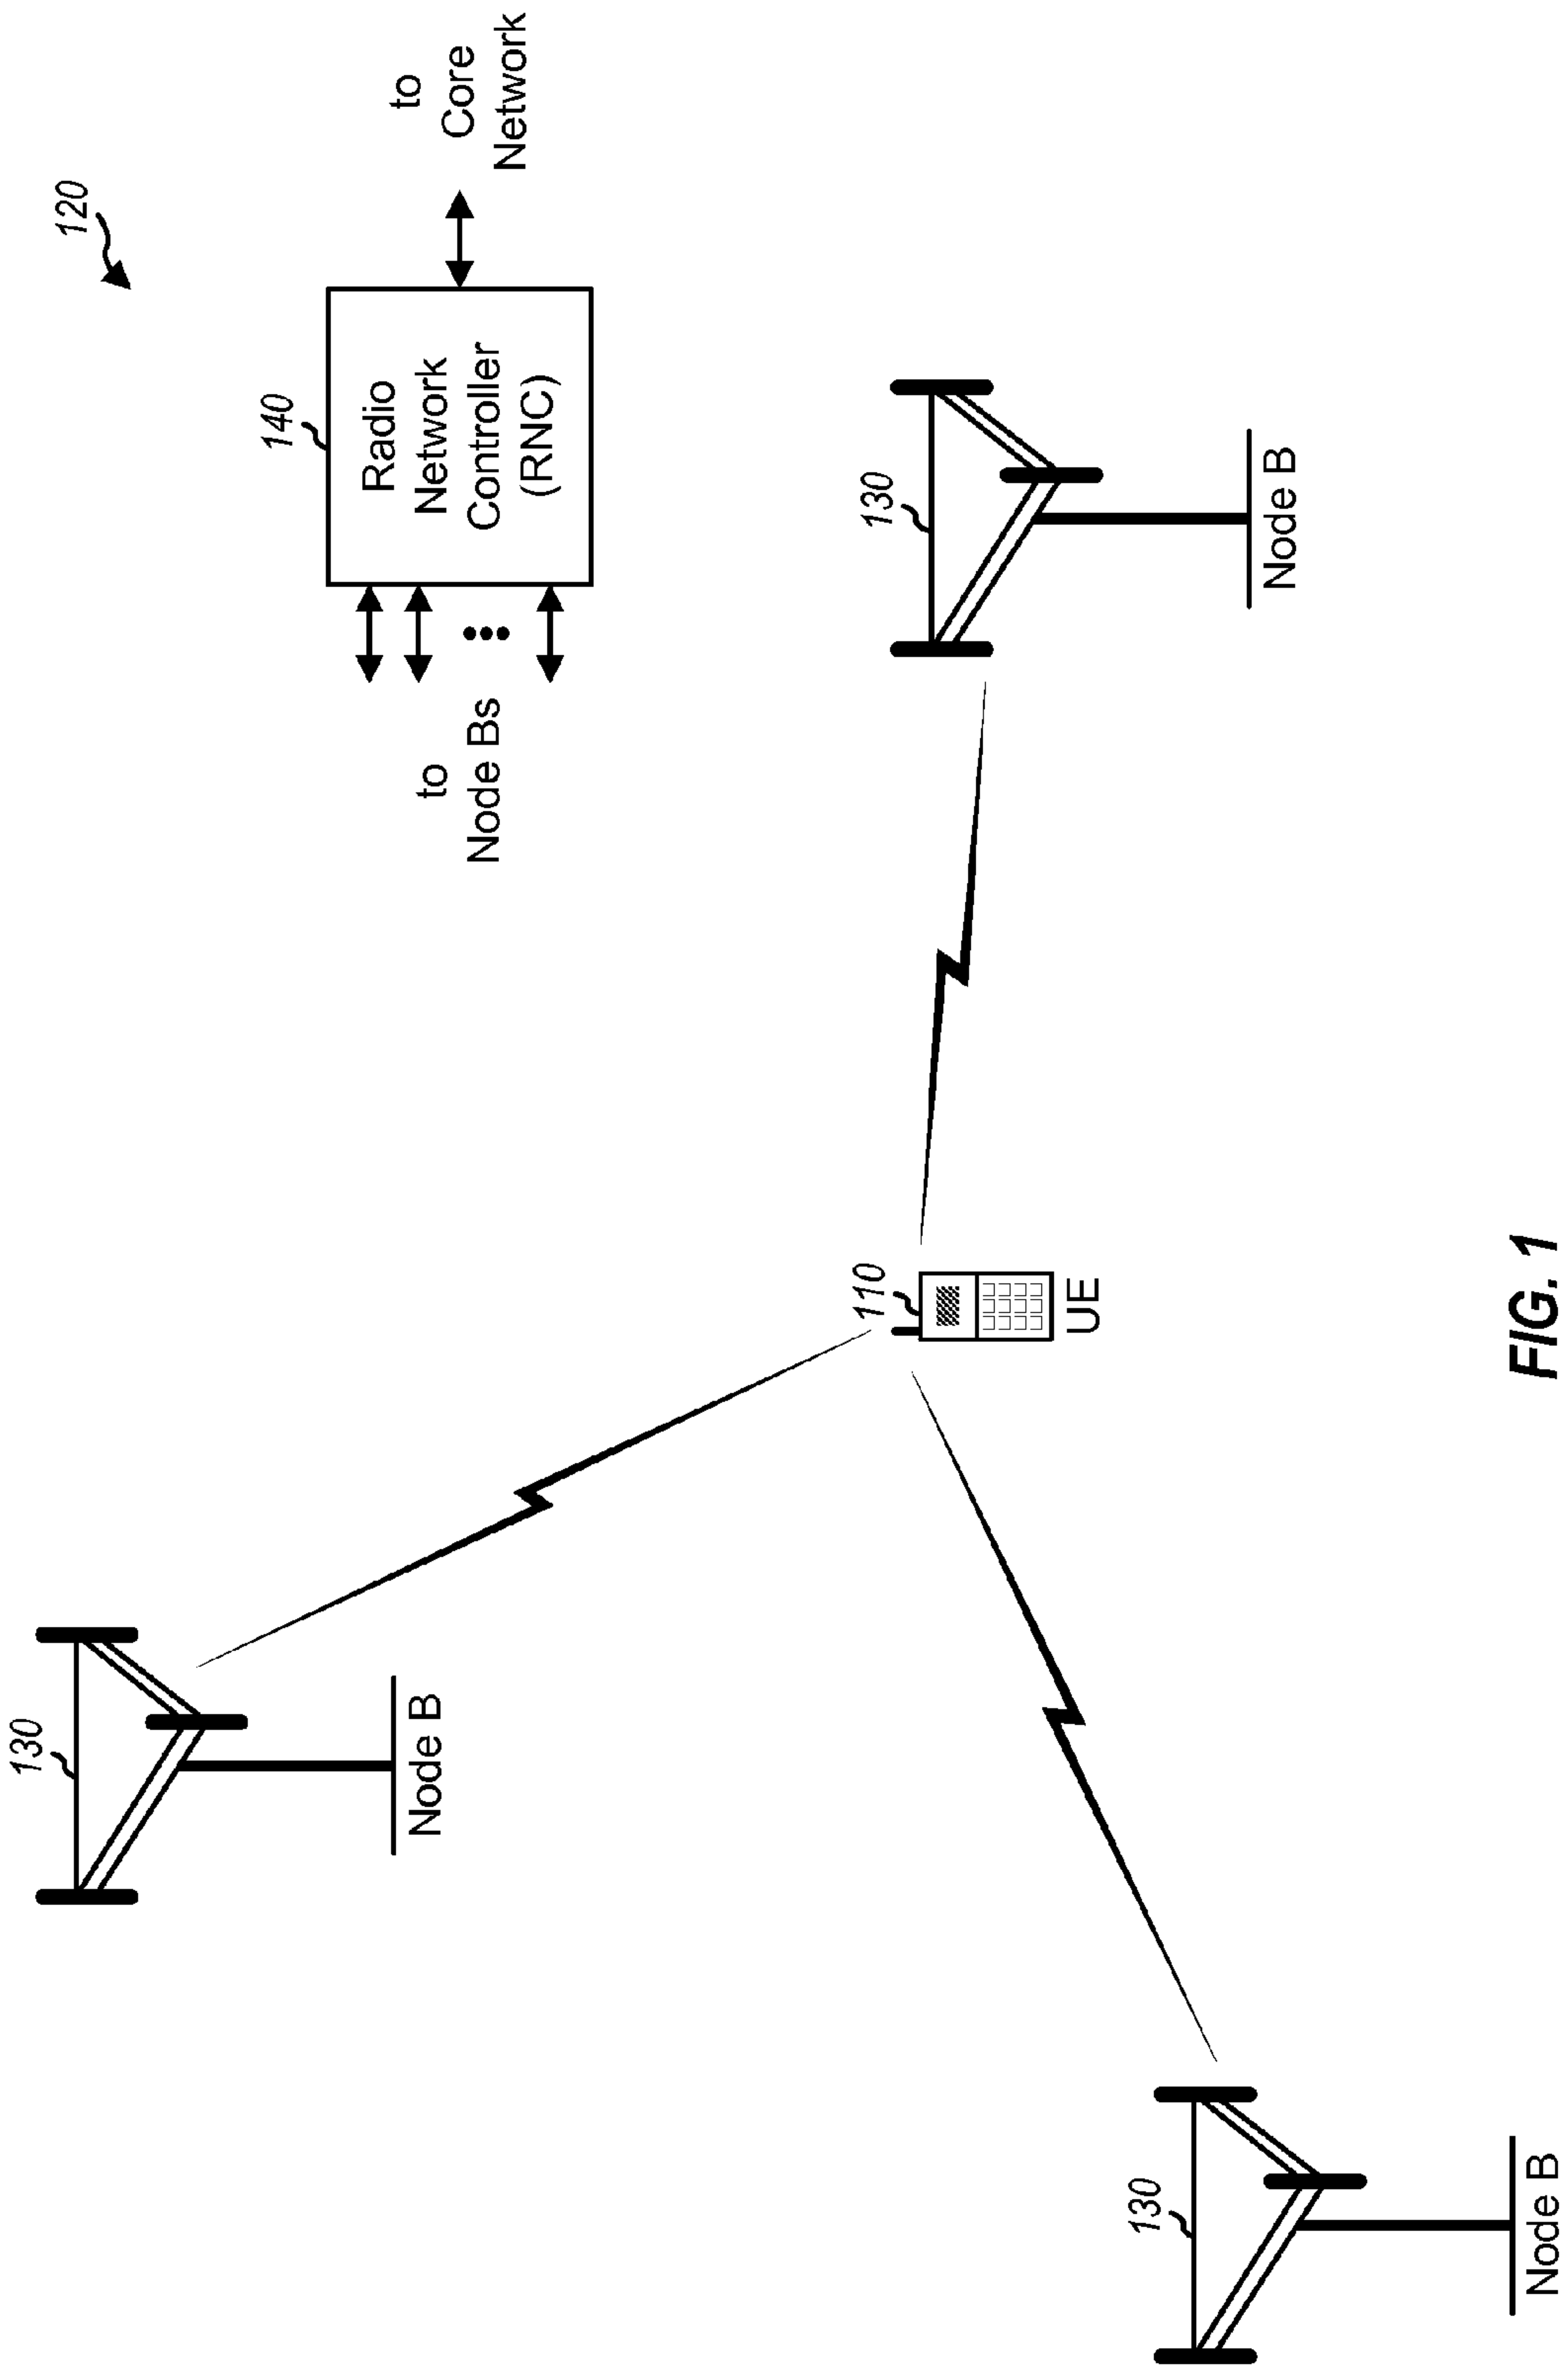 120
130
Node B
140
Radio
Network
Controller
(RNC)
to
Node Bs
to
Core
Network
110
UE
130
Node B
130
Node B
FIG. 1